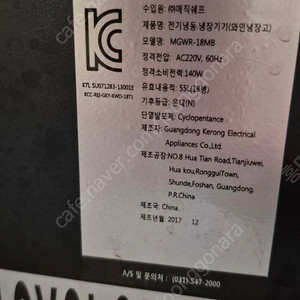 수입원: ㈜매직쉐프
제품명: 전기냉동,냉장기기(와인냉장고)
모델명: MGWR-18MB
정격전압: AC220V, 60Hz
정격소비전력:140W
유효내용적: 55L(18병)
기후등급: 온대(N)
단열발포제: Cyclopentance
제조자: Guangdong Kerong Electrical
Appliances Co.,Ltd.
제조공장:NO.8 Hua Tian Road,Tianjiuwei,
Hua kou,RongguiTown,
Shunde,Foshan, Guangdong,
P.R.China
제조국: China
제조년월: 2017 12
KTL SU071283-13001E
KCC-REI-GKY-KWD-18T1
A/S 및 문의처 : (031) 547-2000